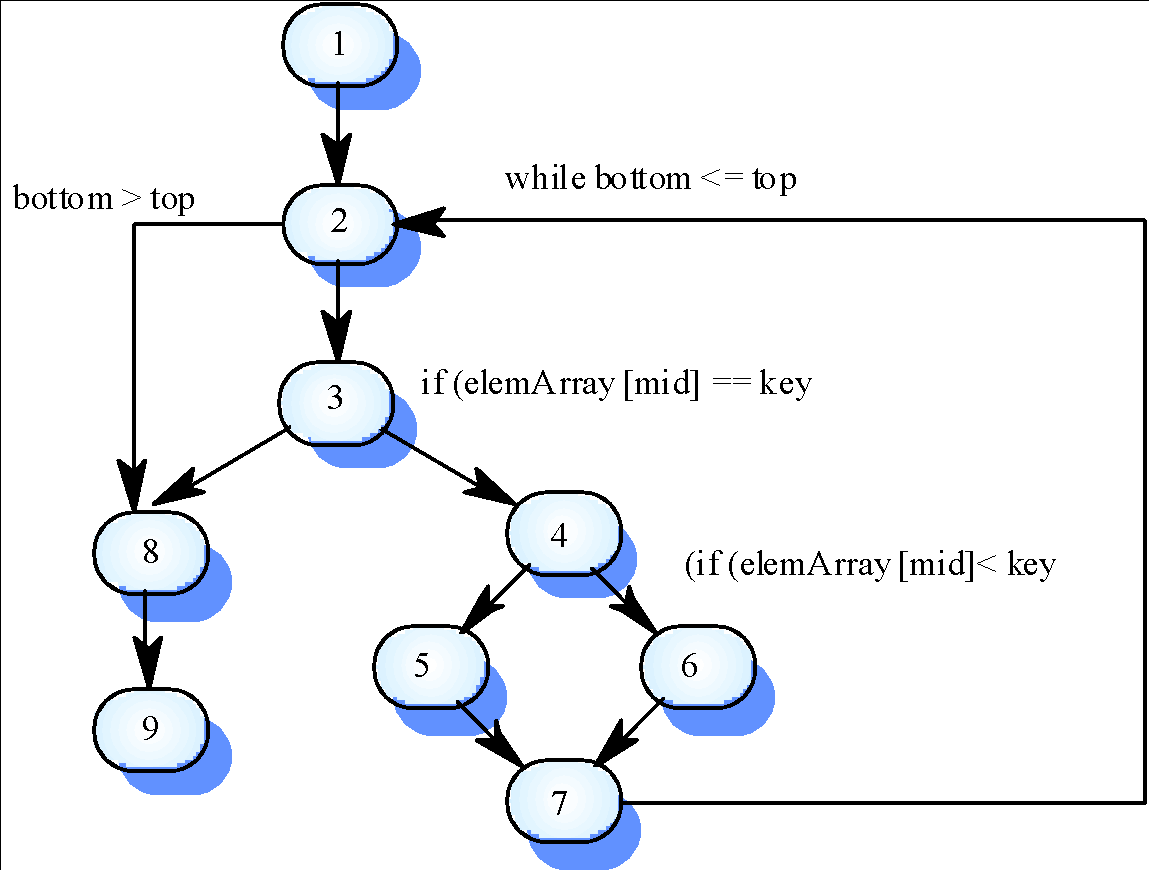 1
while bottom <= top
bottom > top
2
3
if (elemArray [mid] == key
4
8
(if (elemArray [mid]< key
5
6
9
7